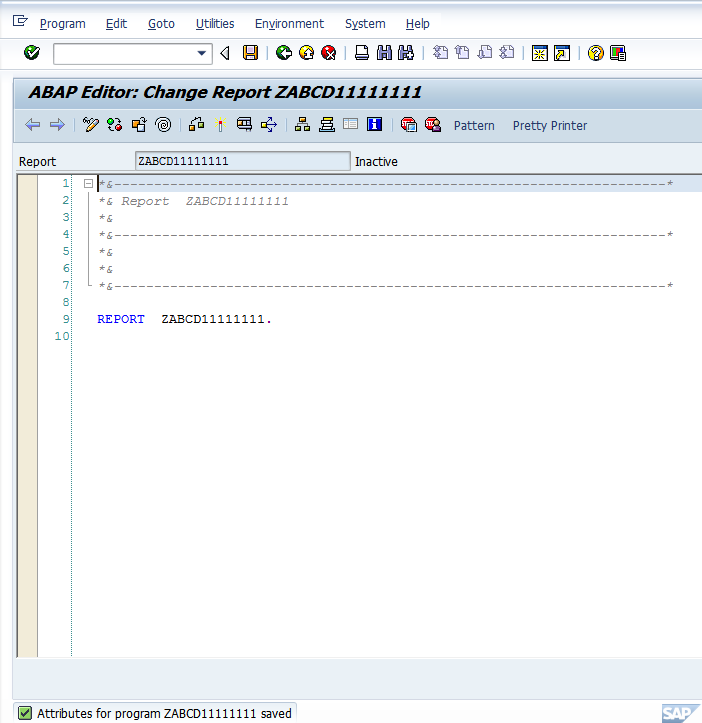 Program Edit Goto Utilities Environment System Help
ABAP Editor: Change Report ZABCD11111111
Pattern Pretty Printer
Report ZABCD11111111 Inactive
1 *&---------------------------------------------------------------------*
2 *& Report  ZABCD11111111
3 *&
4 *&---------------------------------------------------------------------*
5 *&
6 *&
7 *&---------------------------------------------------------------------*
8
9 REPORT  ZABCD11111111.
10
Attributes for program ZABCD11111111 saved
SAP